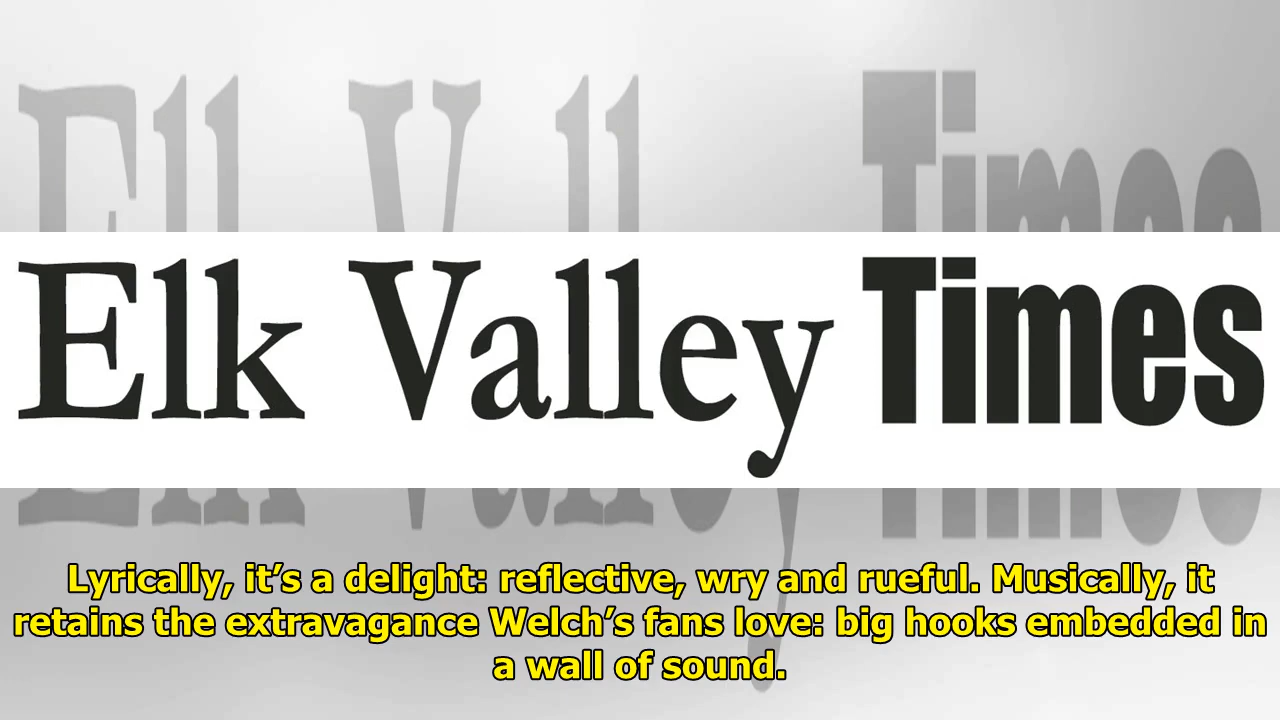 Elk Valley Times
Lyrically, it’s a delight: reflective, wry and rueful. Musically, it
retains the extravagance Welch’s fans love: big hooks embedded in
a wall of sound.